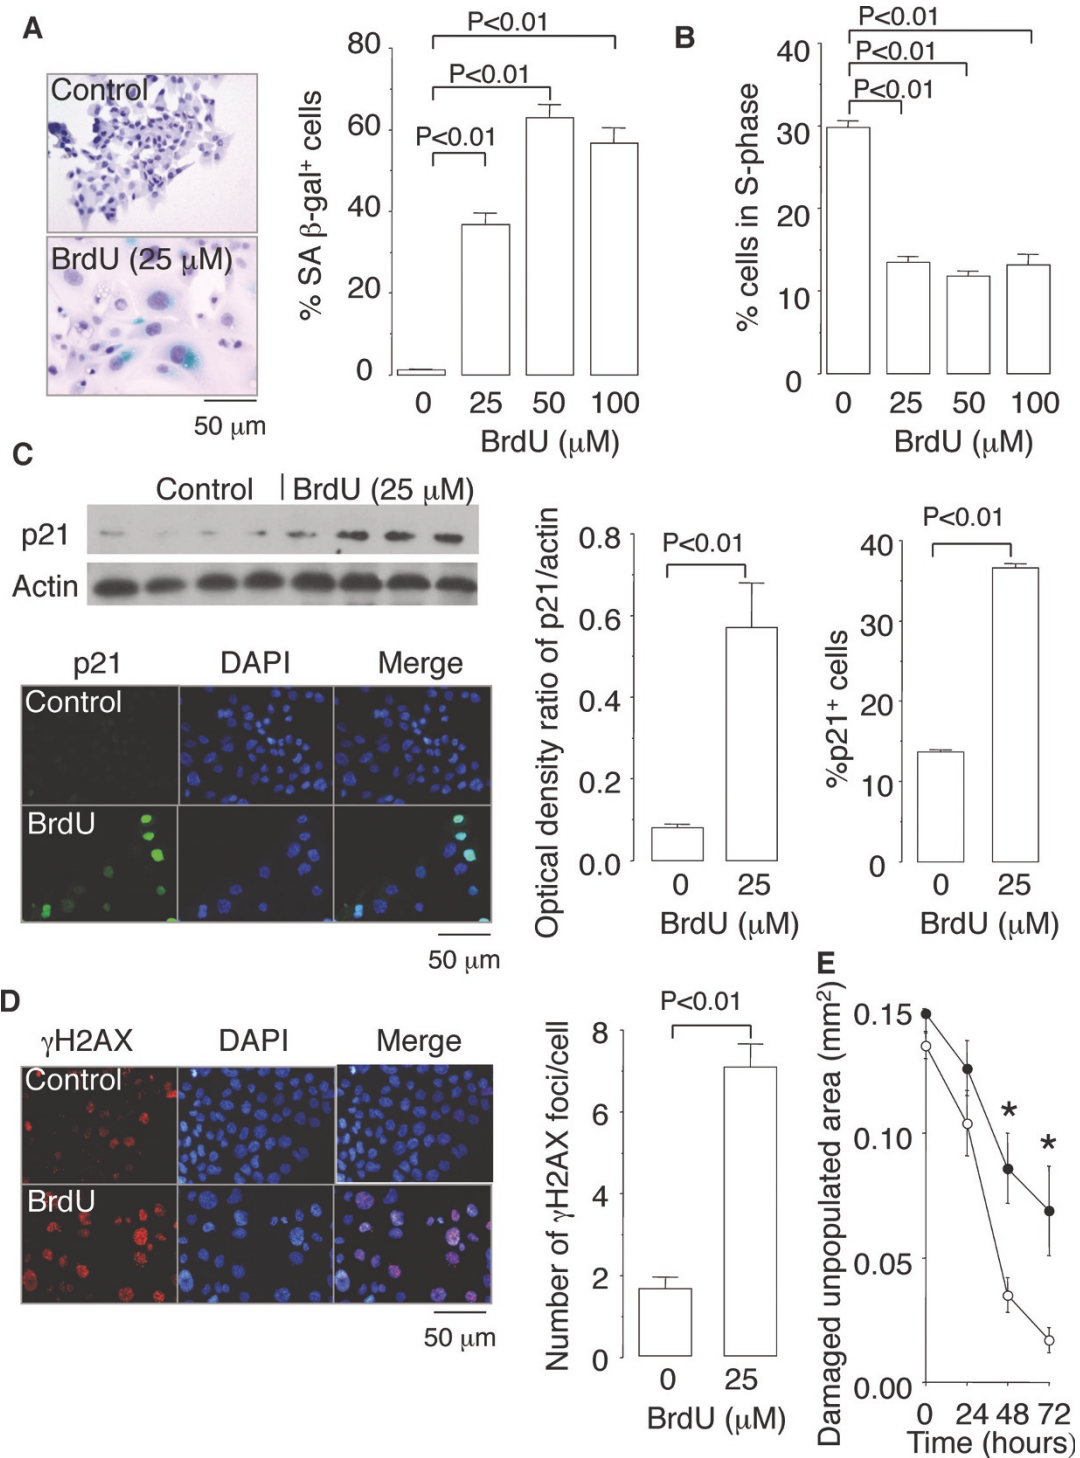 A
Control
BrdU (25 μM)
50 μm
% SA β-gal⁺ cells
80
60
40
20
0
P<0.01
P<0.01
P<0.01
0 25 50 100
BrdU (μM)
B
% cells in S-phase
40
30
20
10
0
P<0.01
P<0.01
P<0.01
0 25 50 100
BrdU (μM)
C
Control | BrdU (25 μM)
p21
Actin
p21 DAPI Merge
Control
BrdU
50 μm
Optical density ratio of p21/actin
0.8
0.6
0.4
0.2
0.0
P<0.01
0 25
BrdU (μM)
%p21⁺ cells
40
30
20
10
0
P<0.01
0 25
BrdU (μM)
D
γH2AX DAPI Merge
Control
BrdU
50 μm
Number of γH2AX foci/cell
8
6
4
2
0
P<0.01
0 25
BrdU (μM)
E
Damaged unpopulated area (mm²)
0.15
0.10
0.05
0.00
* *
0 24 48 72
Time (hours)